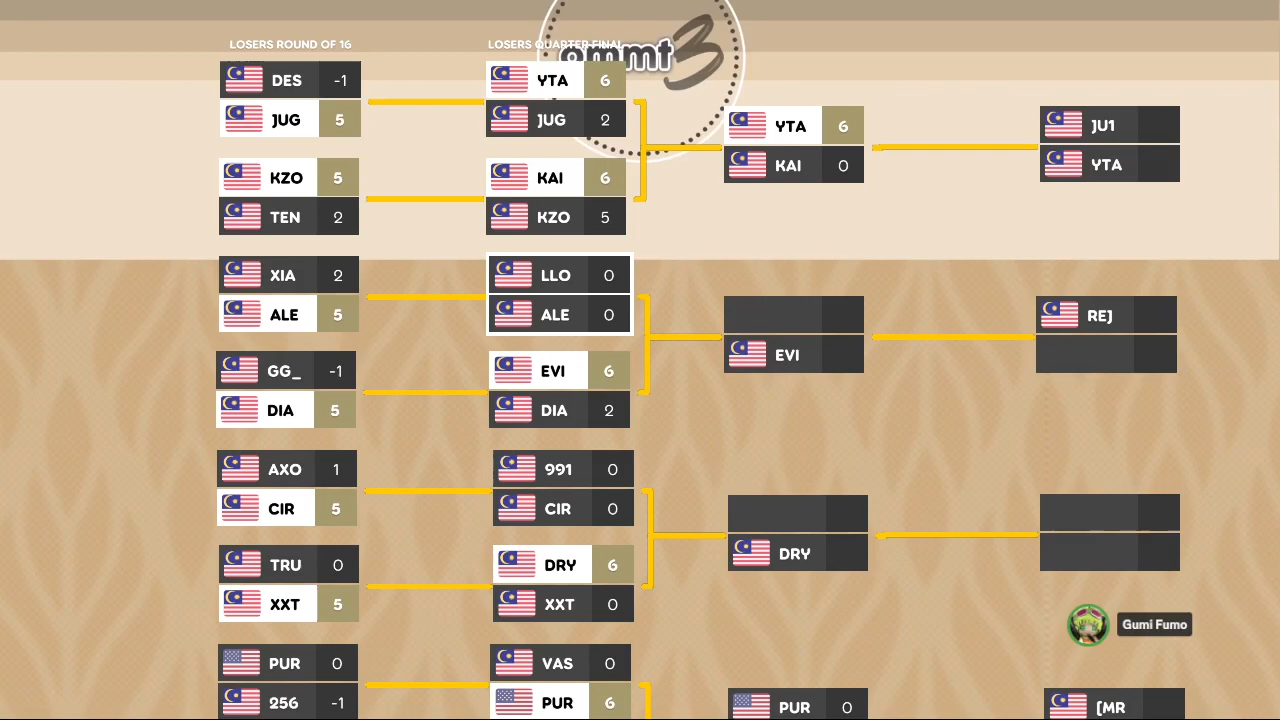 LOSERS ROUND OF 16
LOSERS QUARTER FINAL
ommt 3
DES -1
JUG 5
KZO 5
TEN 2
XIA 2
ALE 5
GG_ -1
DIA 5
AXO 1
CIR 5
TRU 0
XXT 5
PUR 0
256 -1
YTA 6
JUG 2
KAI 6
KZO 5
LLO 0
ALE 0
EVI 6
DIA 2
991 0
CIR 0
DRY 6
XXT 0
VAS 0
PUR 6
YTA 6
KAI 0
EVI
DRY
PUR 0
JU1
YTA
REJ
[MR
Gumi Fumo